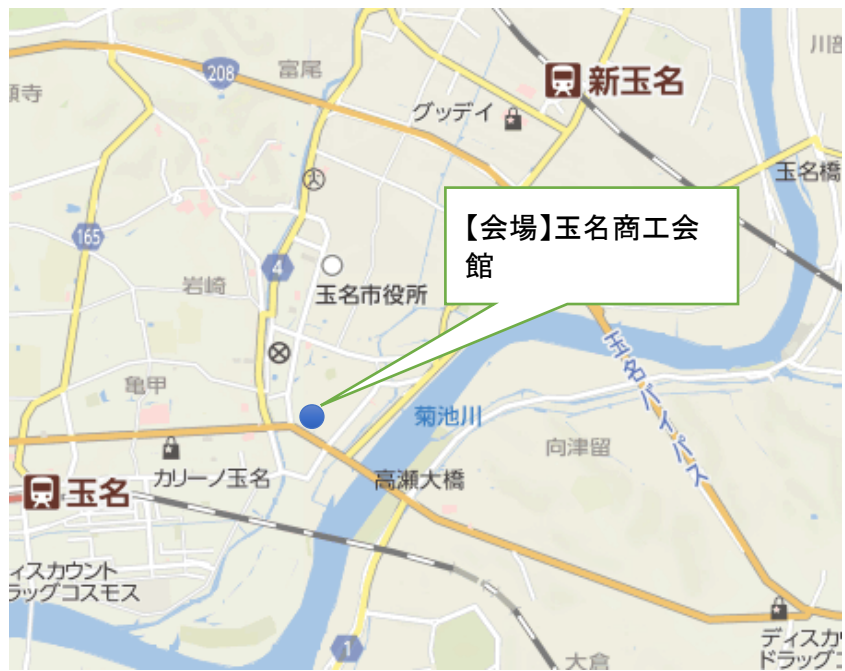 川部
富尾
208
新玉名
願寺
グッデイ
玉名橋
【会場】玉名商工会
館
165
4
岩崎
玉名市役所
玉名バイパス
亀甲
菊池川
向津留
カリーノ玉名
高瀬大橋
玉名
ィスカウント
ラッグコスモス
1
大倉
ディスカウ
ドラッグコ